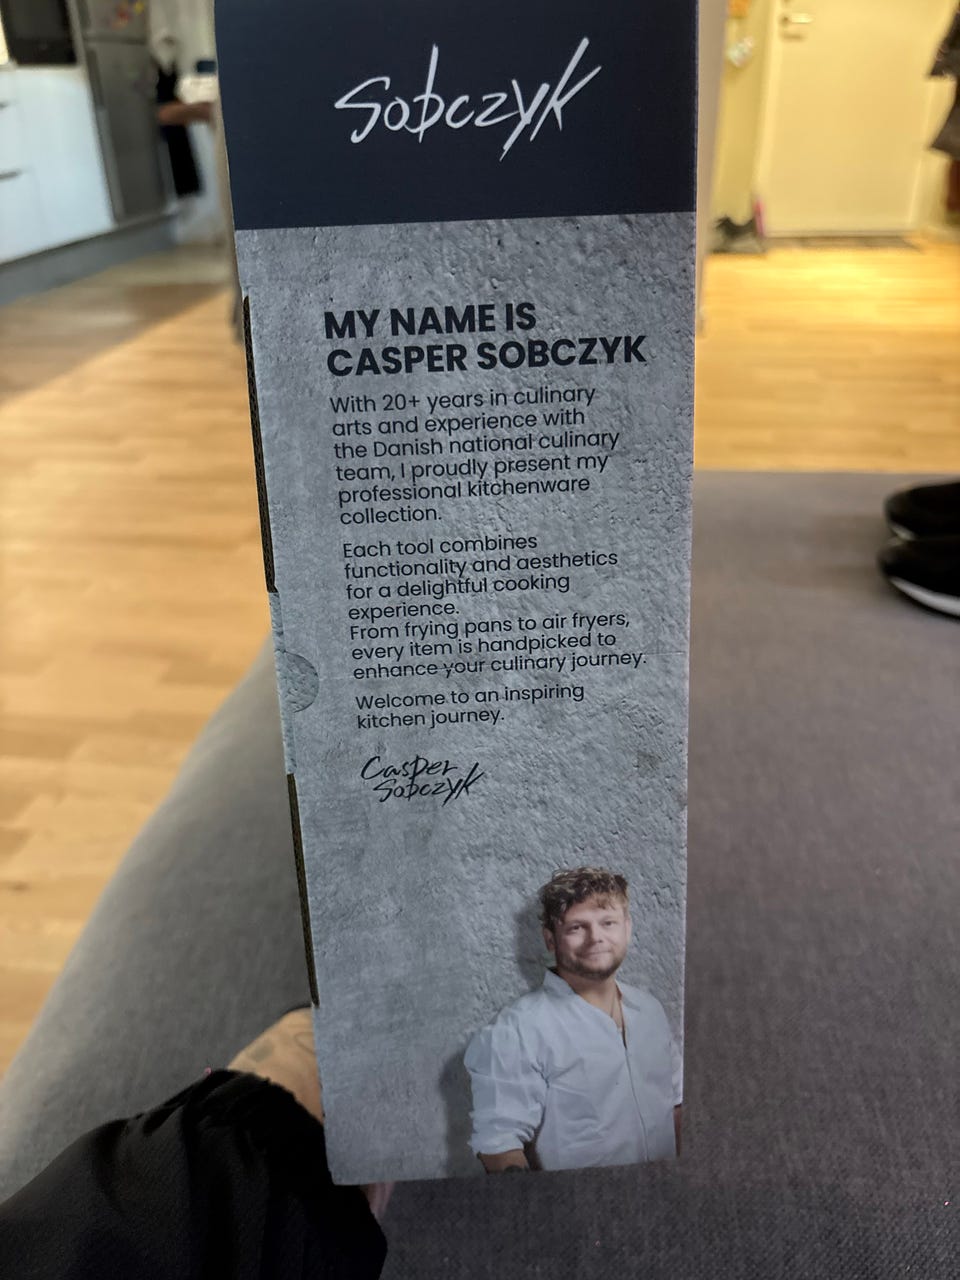 Sobczyk
MY NAME IS
CASPER SOBCZYK
With 20+ years in culinary
arts and experience with
the Danish national culinary
team, I proudly present my
professional kitchenware
collection.
Each tool combines
functionality and aesthetics
for a delightful cooking
experience.
From frying pans to air fryers,
every item is handpicked to
enhance your culinary journey.
Welcome to an inspiring
kitchen journey.
Casper
Sobczyk